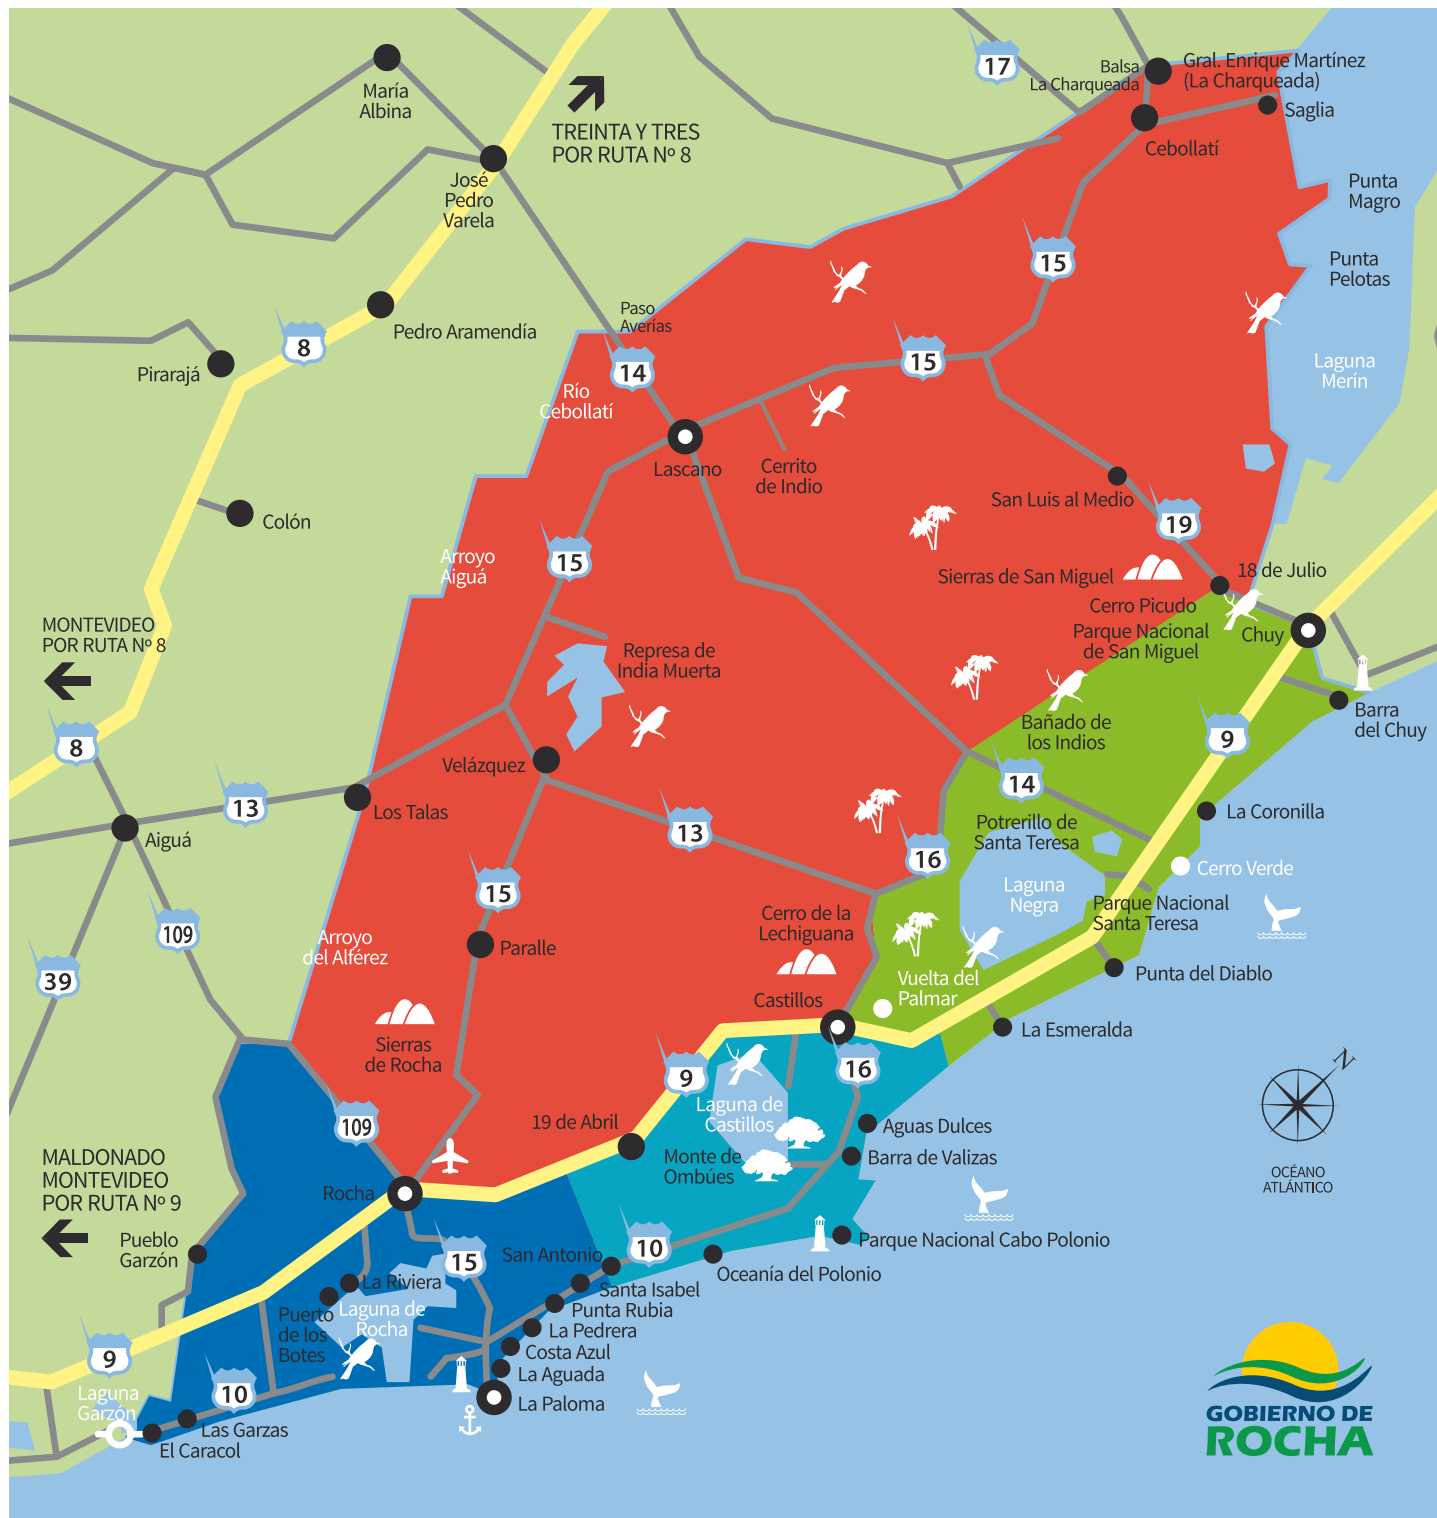 17
Balsa
La Charqueada
Gral. Enrique Martínez
(La Charqueada)
Saglia
Cebollatí
María
Albina
TREINTA Y TRES
POR RUTA Nº 8
José
Pedro
Varela
Punta
Magro
15
Punta
Pelotas
Paso
Averías
Pedro Aramendía
8
Pirarajá
14
15
Laguna
Merín
Río
Cebollatí
Lascano
Cerrito
de Indio
San Luis al Medio
19
Colón
Arroyo
Aiguá
15
Sierras de San Miguel
18 de Julio
Cerro Picudo
Parque Nacional
de San Miguel
Chuy
MONTEVIDEO
POR RUTA Nº 8
Represa de
India Muerta
Barra
del Chuy
Bañado de
los Indios
9
8
Velázquez
14
13
Los Talas
La Coronilla
Aiguá
13
Potrerillo de
Santa Teresa
16
Cerro Verde
Laguna
Negra
15
Parque Nacional
Santa Teresa
Cerro de la
Lechiguana
109
Arroyo
del Alférez
Paralle
39
Vuelta del
Palmar
Punta del Diablo
Castillos
La Esmeralda
Sierras
de Rocha
9
16
N
Laguna de
Castillos
109
19 de Abril
Aguas Dulces
Monte de
Ombúes
Barra de Valizas
OCÉANO
ATLÁNTICO
MALDONADO
MONTEVIDEO
POR RUTA Nº 9
Rocha
Pueblo
Garzón
San Antonio
10
Parque Nacional Cabo Polonio
15
Oceanía del Polonio
La Riviera
Santa Isabel
Puerto
de los
Botes
Laguna de
Rocha
Punta Rubia
La Pedrera
Costa Azul
9
La Aguada
10
La Paloma
Laguna
Garzón
Las Garzas
El Caracol
GOBIERNO DE
ROCHA